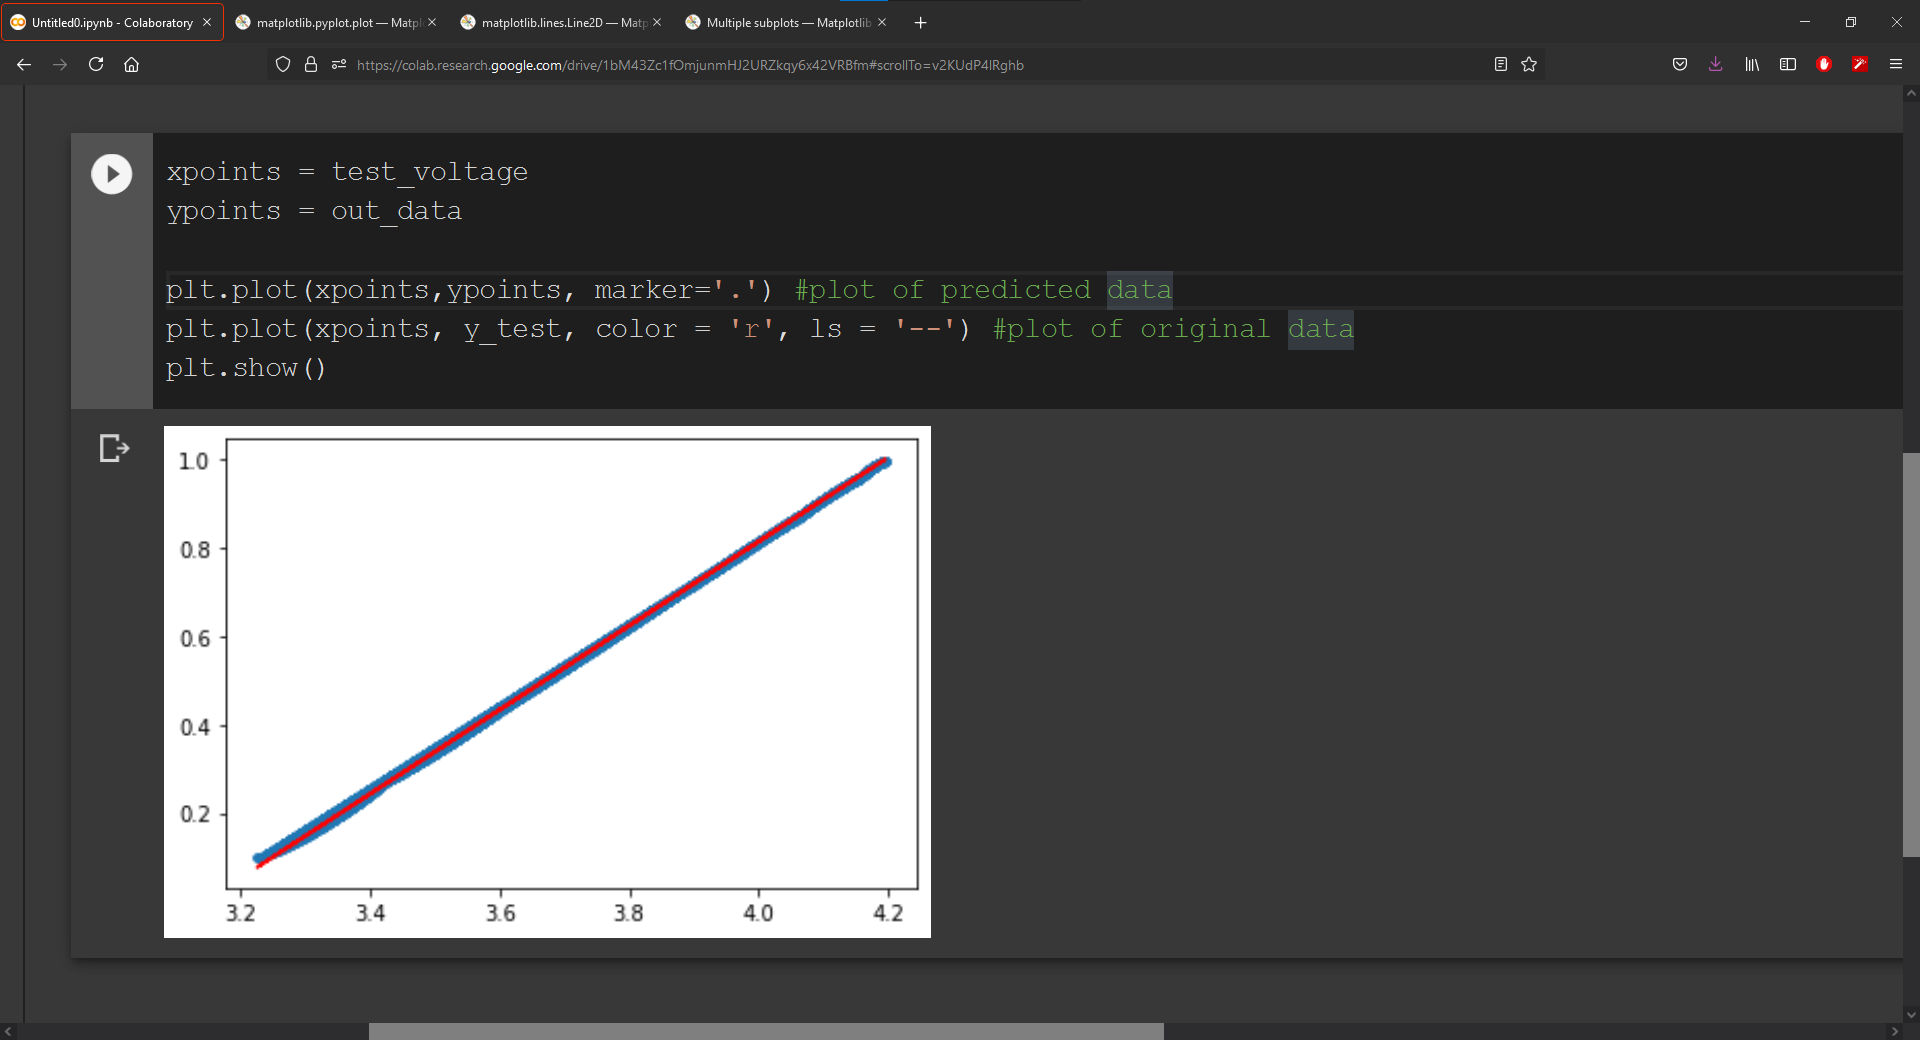 Untitled0.ipynb - Colaboratory
matplotlib.pyplot.plot — Matpl
matplotlib.lines.Line2D — Matp
Multiple subplots — Matplotlib
https://colab.research.google.com/drive/1bM43Zc1fOmjunmHJ2URZkqy6x42VRBfm#scrollTo=v2KUdP4lRghb
xpoints = test_voltage
ypoints = out_data
plt.plot(xpoints,ypoints, marker='.') #plot of predicted data
plt.plot(xpoints, y_test, color = 'r', ls = '--') #plot of original data
plt.show()
1.0
0.8
0.6
0.4
0.2
3.2 3.4 3.6 3.8 4.0 4.2